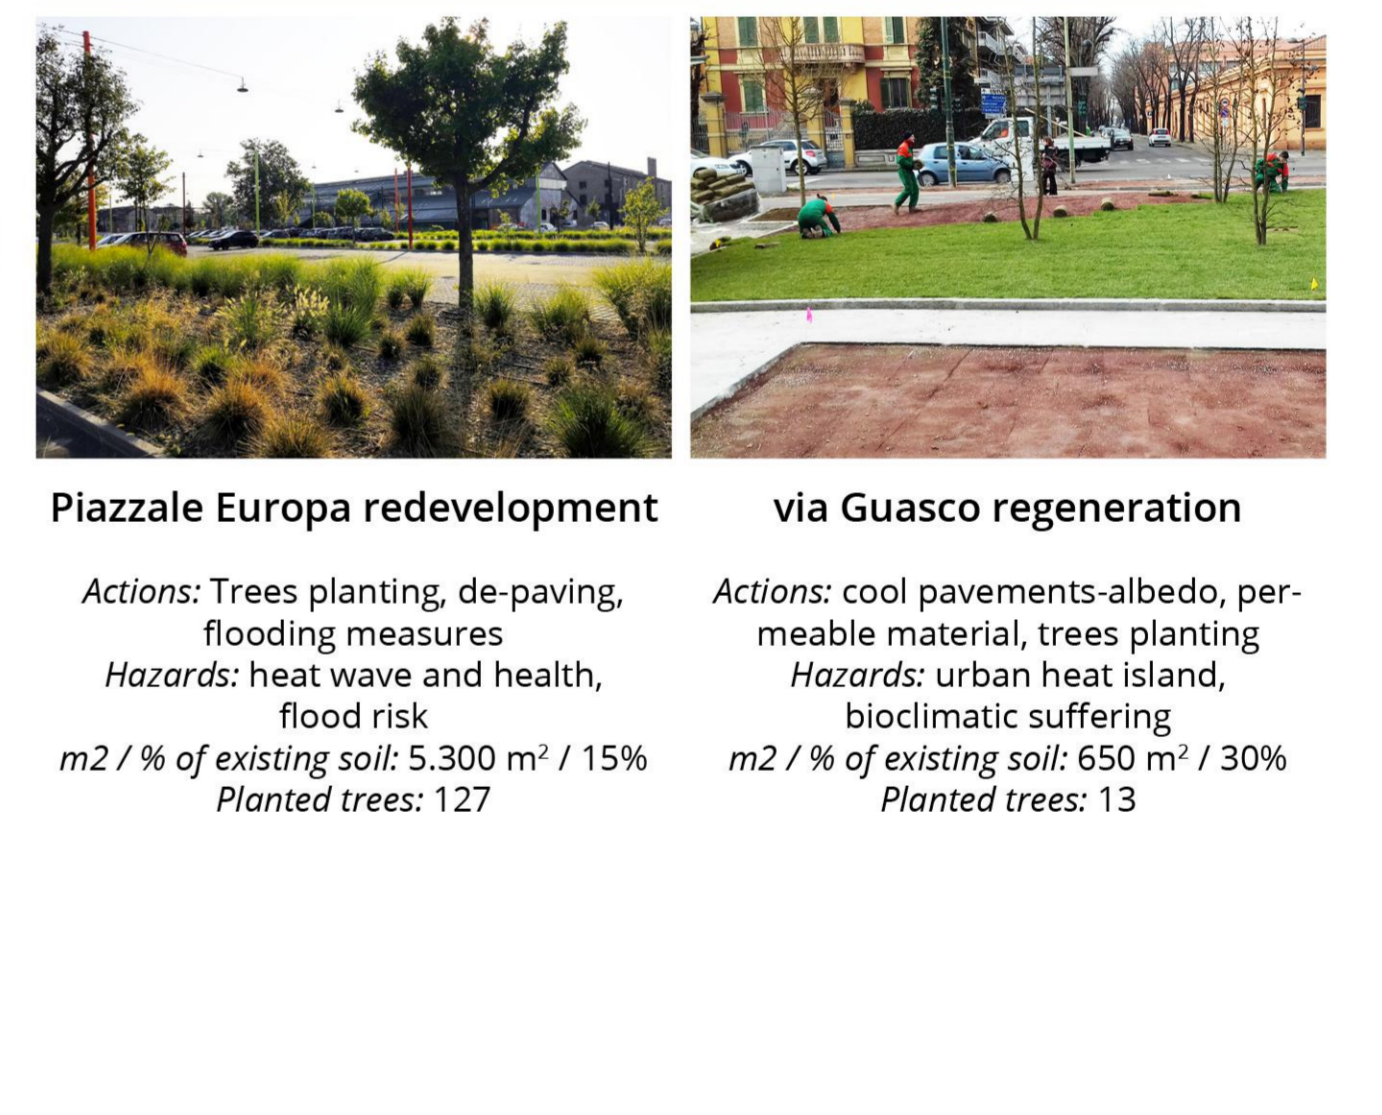 Piazzale Europa redevelopment
Actions: Trees planting, de-paving,
flooding measures
Hazards: heat wave and health,
flood risk
m2 / % of existing soil: 5.300 m² / 15%
Planted trees: 127
via Guasco regeneration
Actions: cool pavements-albedo, per-
meable material, trees planting
Hazards: urban heat island,
bioclimatic suffering
m2 / % of existing soil: 650 m² / 30%
Planted trees: 13